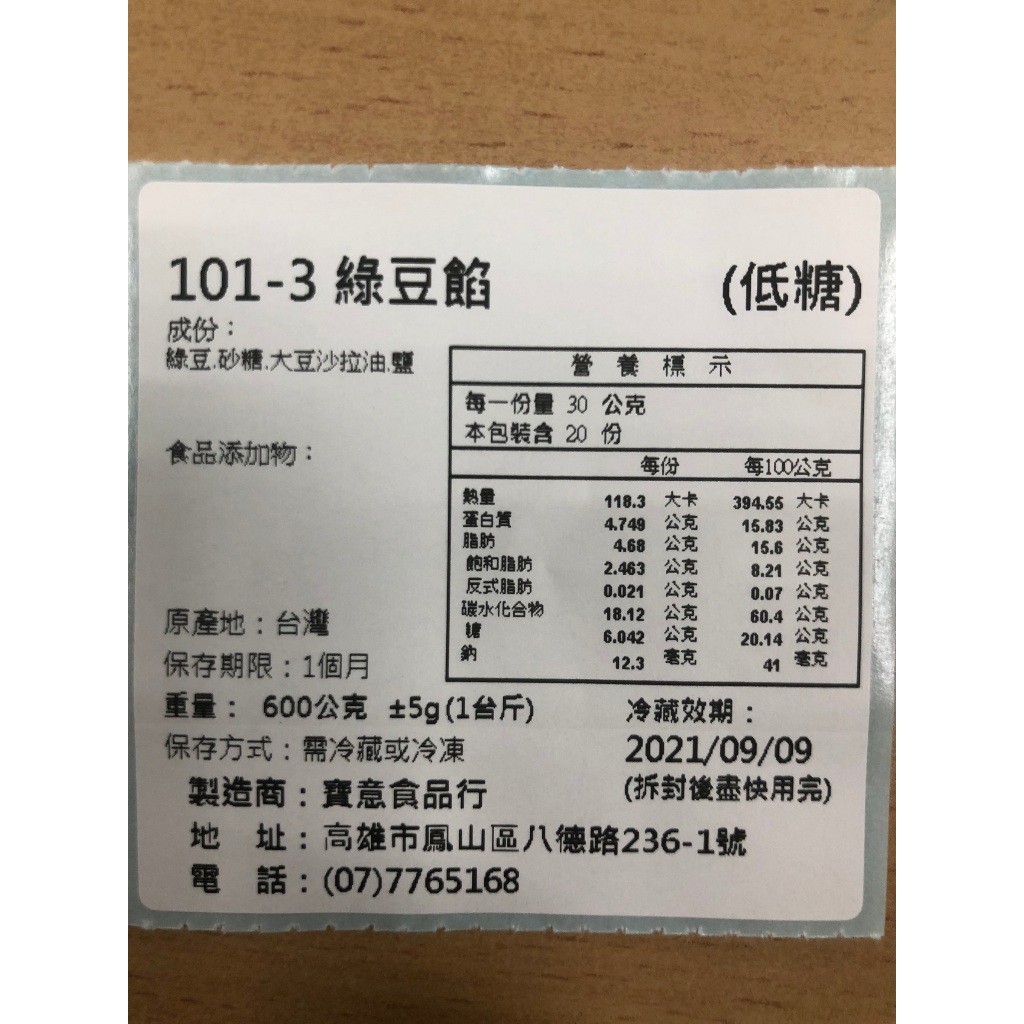 101-3 綠豆餡 (低糖)
成份：
綠豆.砂糖.大豆沙拉油.鹽
食品添加物：
營 養 標 示
每一份量 30 公克
本包裝含 20 份
每份 每100公克
熱量 118.3 大卡 394.55 大卡
蛋白質 4.749 公克 15.83 公克
脂肪 4.68 公克 15.6 公克
飽和脂肪 2.463 公克 8.21 公克
反式脂肪 0.021 公克 0.07 公克
碳水化合物 18.12 公克 60.4 公克
糖 6.042 公克 20.14 公克
鈉 12.3 毫克 41 毫克
原產地：台灣
保存期限：1個月
重量： 600公克 ±5g(1台斤)
保存方式：需冷藏或冷凍
冷藏效期：
2021/09/09
(拆封後盡快用完)
製造商：寶意食品行
地 址：高雄市鳳山區八德路236-1號
電 話：(07)7765168